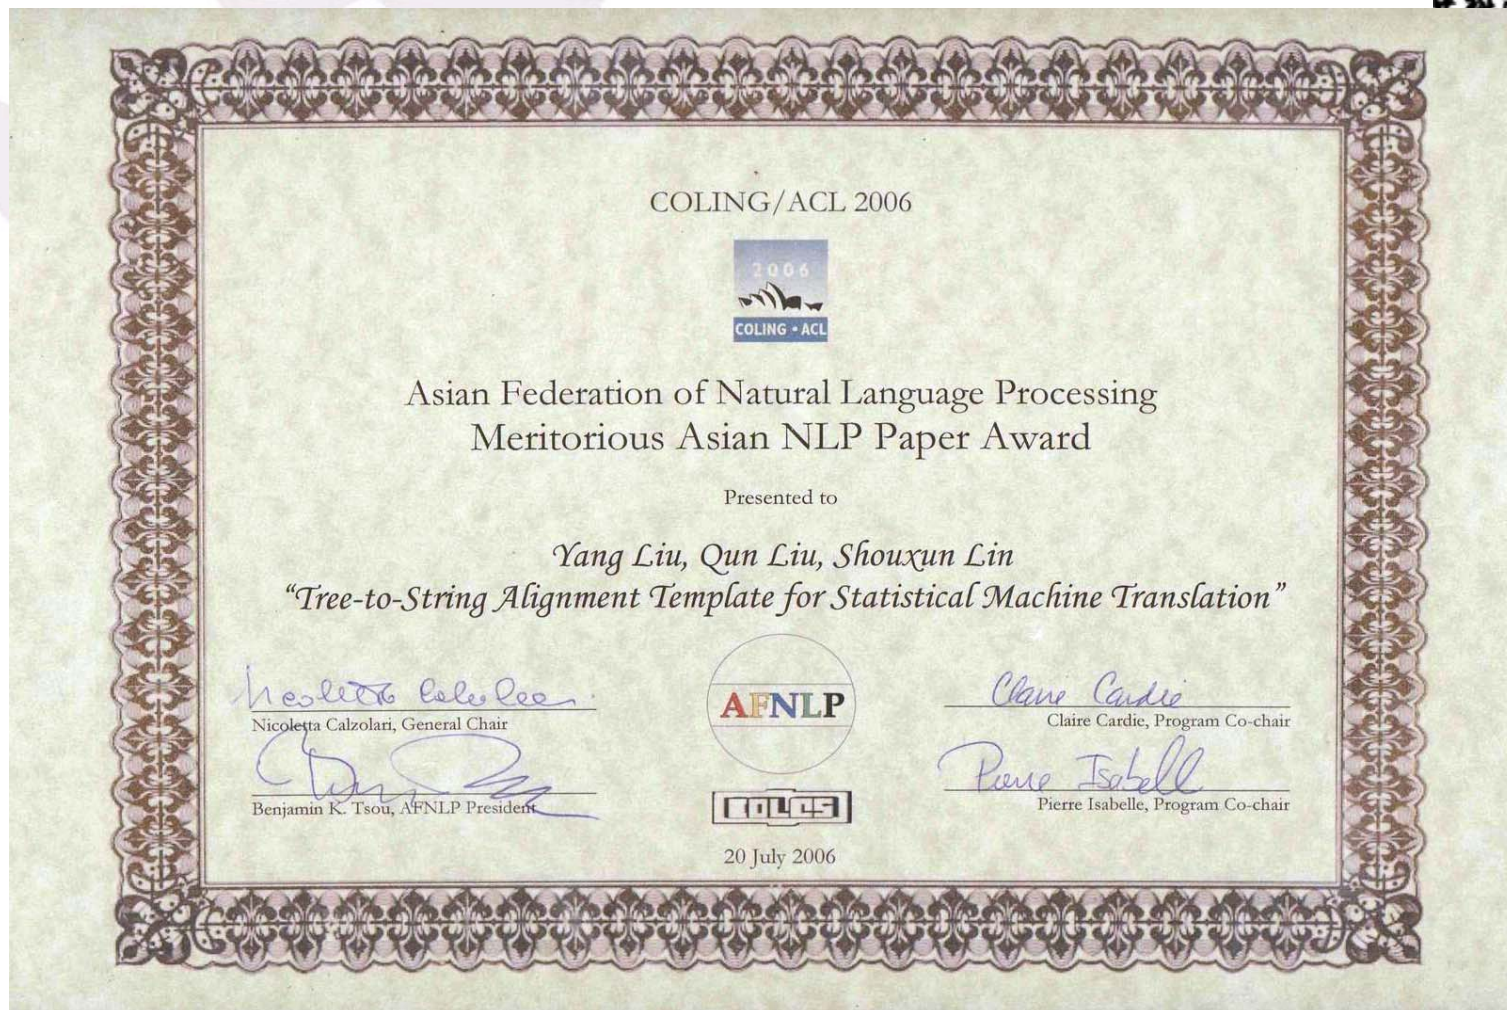 COLING/ACL 2006
2006
COLING • ACL
Asian Federation of Natural Language Processing
Meritorious Asian NLP Paper Award
Presented to
Yang Liu, Qun Liu, Shouxun Lin
“Tree-to-String Alignment Template for Statistical Machine Translation”
Nicoletta Calzolari, General Chair
Claire Cardie
Claire Cardie, Program Co-chair
AFNLP
Pierre Isabelle
Benjamin K. Tsou, AFNLP President
Pierre Isabelle, Program Co-chair
COLCS
20 July 2006